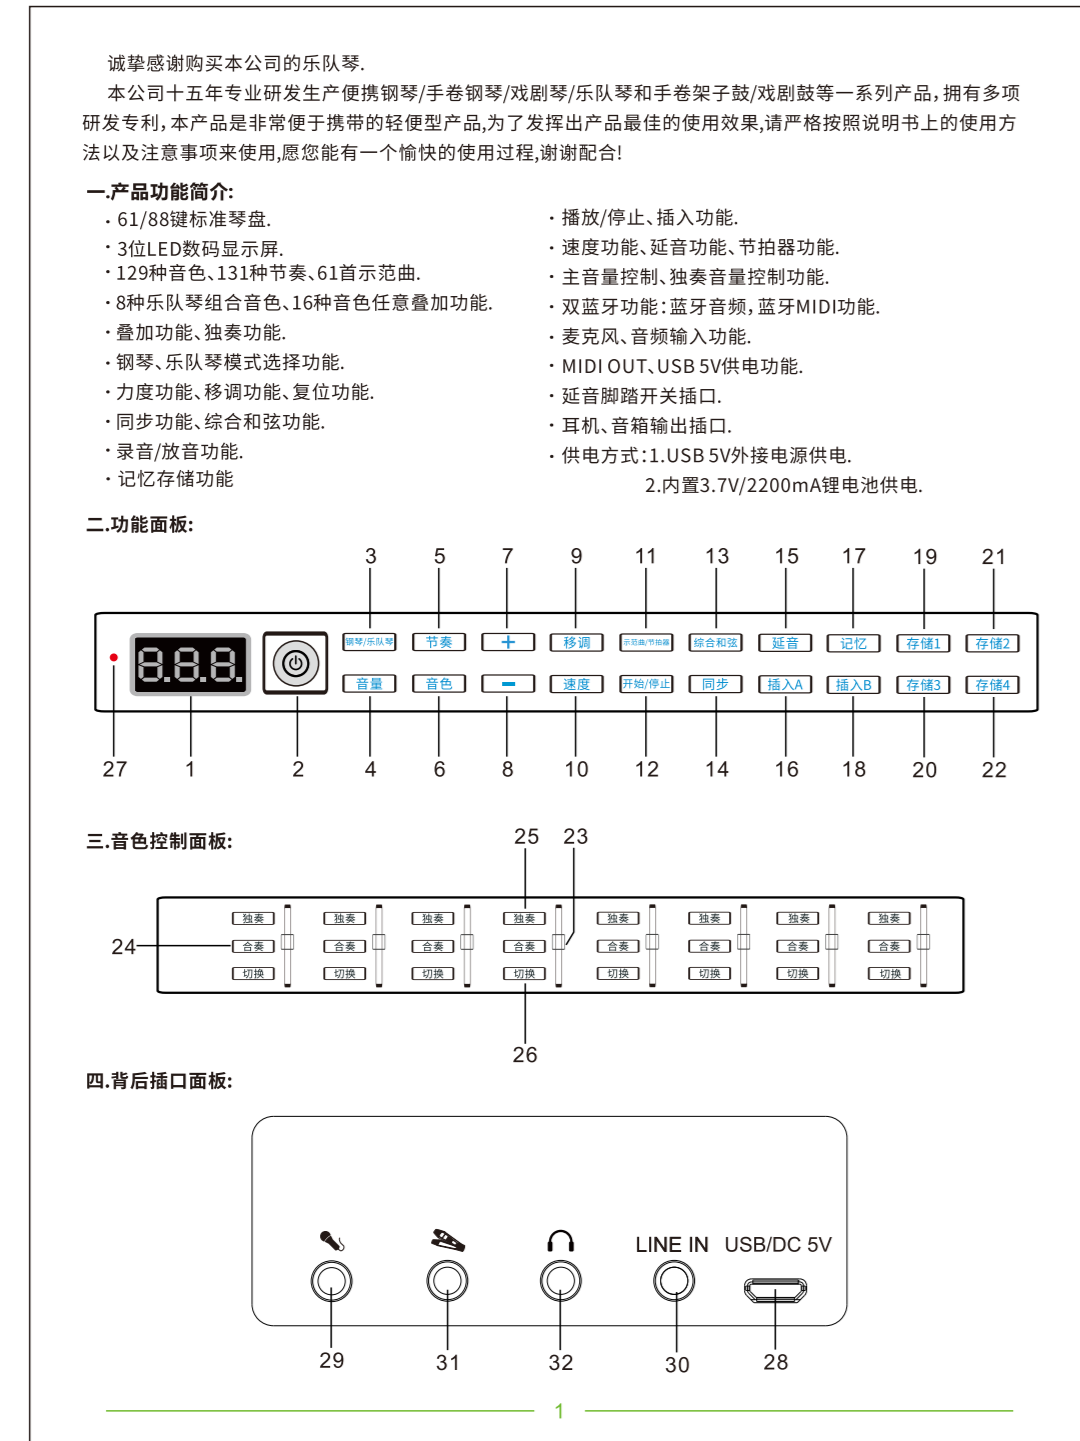 诚挚感谢购买本公司的乐队琴.
本公司十五年专业研发生产便携钢琴/手卷钢琴/戏剧琴/乐队琴和手卷架子鼓/戏剧鼓等一系列产品，拥有多项
研发专利，本产品是非常便于携带的轻便型产品,为了发挥出产品最佳的使用效果,请严格按照说明书上的使用方
法以及注意事项来使用,愿您能有一个愉快的使用过程,谢谢配合!
一.产品功能简介:
· 61/88键标准琴盘.
· 3位LED数码显示屏.
· 129种音色、131种节奏、61首示范曲.
· 8种乐队琴组合音色、16种音色任意叠加功能.
· 叠加功能、独奏功能.
· 钢琴、乐队琴模式选择功能.
· 力度功能、移调功能、复位功能.
· 同步功能、综合和弦功能.
· 录音/放音功能.
· 记忆存储功能
· 播放/停止、插入功能.
· 速度功能、延音功能、节拍器功能.
· 主音量控制、独奏音量控制功能.
· 双蓝牙功能：蓝牙音频，蓝牙MIDI功能.
· 麦克风、音频输入功能.
· MIDI OUT、USB 5V供电功能.
· 延音脚踏开关插口.
· 耳机、音箱输出插口.
· 供电方式：1.USB 5V外接电源供电.
2.内置3.7V/2200mA锂电池供电.
二.功能面板:
3 5 7 9 11 13 15 17 19 21
钢琴/乐队琴 节奏 + 移调 示范曲/节拍器 综合和弦 延音 记忆 存储1 存储2
8.8.8.
音量 音色 - 速度 开始/停止 同步 插入A 插入B 存储3 存储4
27 1 2 4 6 8 10 12 14 16 18 20 22
三.音色控制面板:
25 23
独奏 独奏 独奏 独奏 独奏 独奏 独奏 独奏
24 合奏 合奏 合奏 合奏 合奏 合奏 合奏 合奏
切换 切换 切换 切换 切换 切换 切换 切换
26
四.背后插口面板:
LINE IN USB/DC 5V
29 31 32 30 28
1